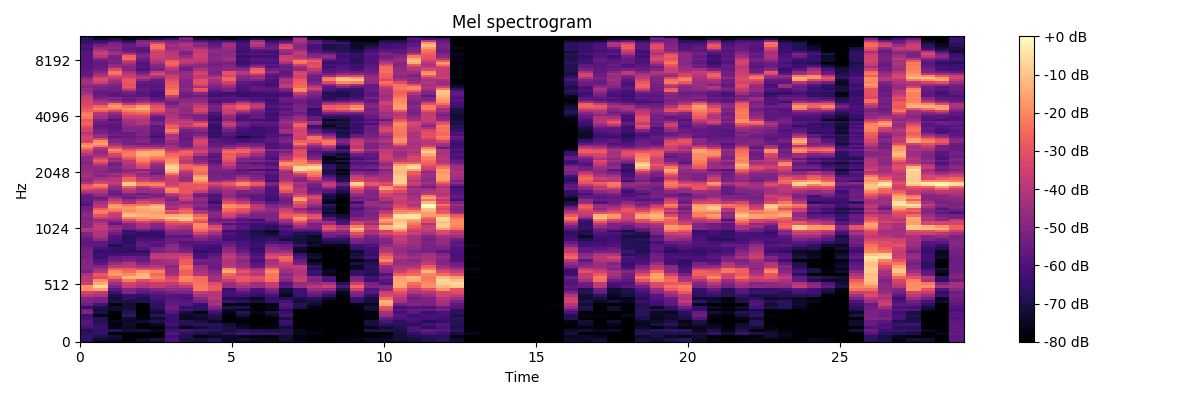 Mel spectrogram
8192
4096
2048
1024
512
0
Hz
0 5 10 15 20 25
Time
+0 dB
-10 dB
-20 dB
-30 dB
-40 dB
-50 dB
-60 dB
-70 dB
-80 dB